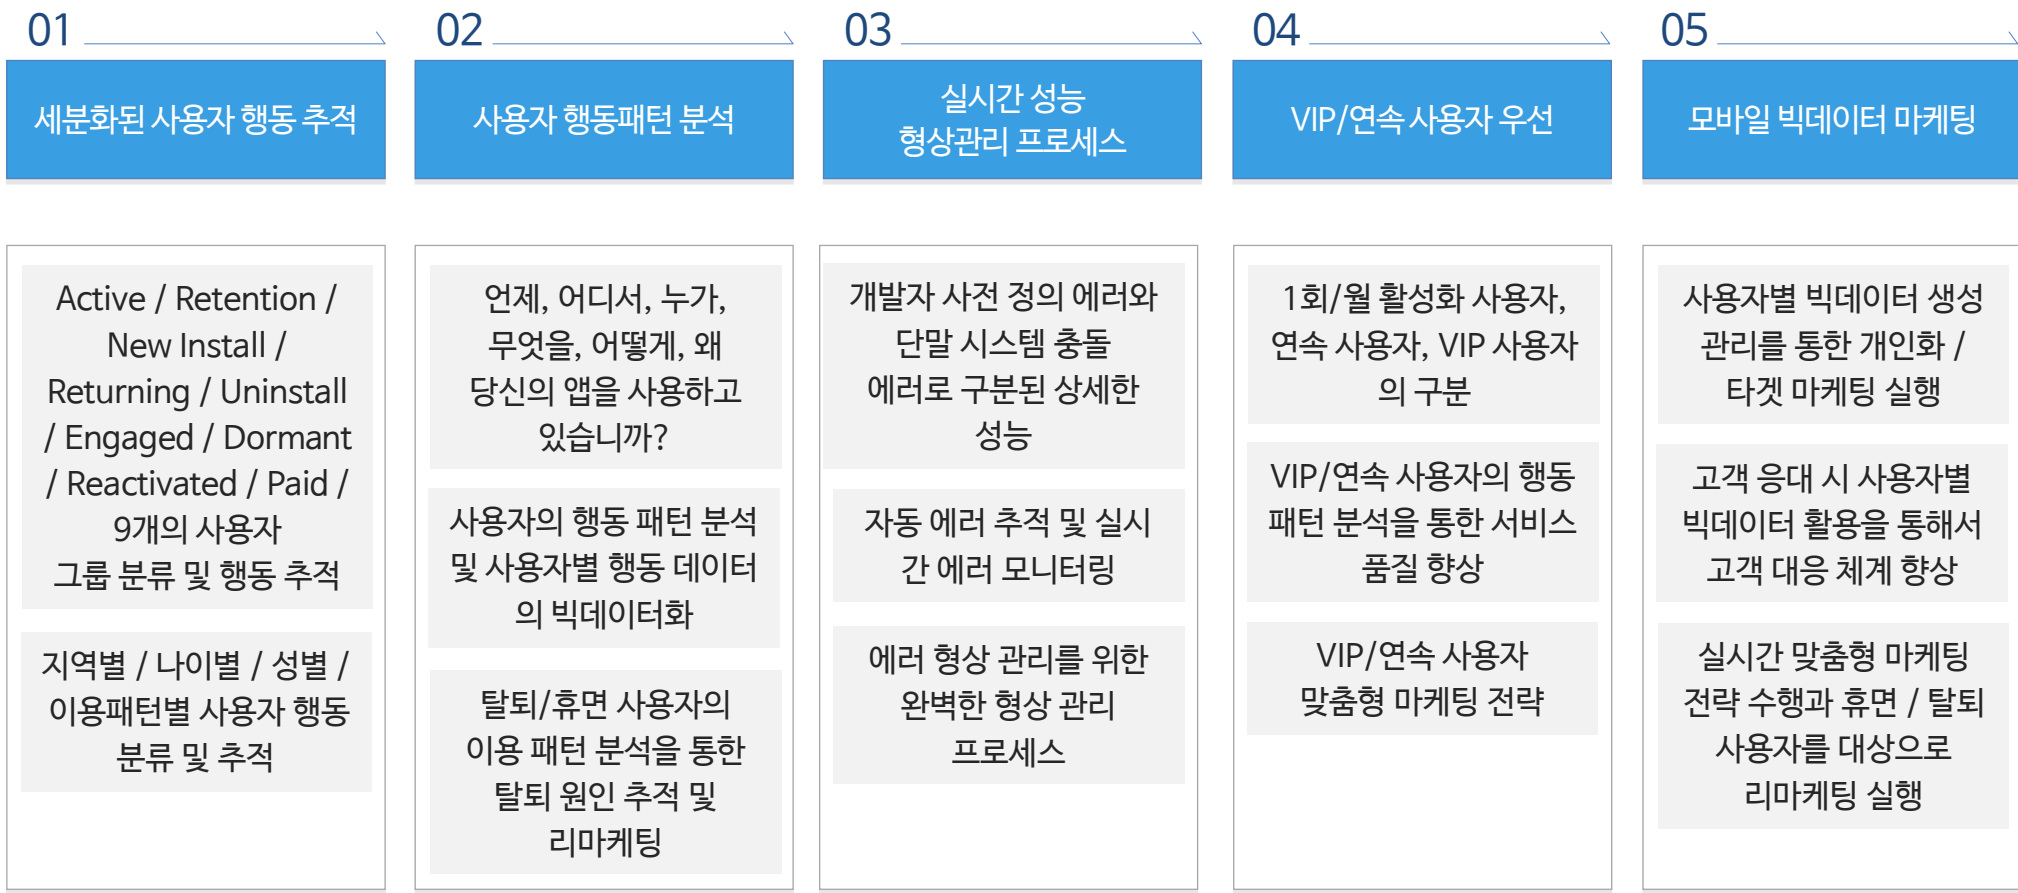 01
세분화된 사용자 행동 추적
Active / Retention /
New Install /
Returning / Uninstall
/ Engaged / Dormant
/ Reactivated / Paid /
9개의 사용자
그룹 분류 및 행동 추적
지역별 / 나이별 / 성별 /
이용패턴별 사용자 행동
분류 및 추적
02
사용자 행동패턴 분석
언제, 어디서, 누가,
무엇을, 어떻게, 왜
당신의 앱을 사용하고
있습니까?
사용자의 행동 패턴 분석
및 사용자별 행동 데이터
의 빅데이터화
탈퇴/휴면 사용자의
이용 패턴 분석을 통한
탈퇴 원인 추적 및
리마케팅
03
실시간 성능
형상관리 프로세스
개발자 사전 정의 에러와
단말 시스템 충돌
에러로 구분된 상세한
성능
자동 에러 추적 및 실시
간 에러 모니터링
에러 형상 관리를 위한
완벽한 형상 관리
프로세스
04
VIP/연속 사용자 우선
1회/월 활성화 사용자,
연속 사용자, VIP 사용자
의 구분
VIP/연속 사용자의 행동
패턴 분석을 통한 서비스
품질 향상
VIP/연속 사용자
맞춤형 마케팅 전략
05
모바일 빅데이터 마케팅
사용자별 빅데이터 생성
관리를 통한 개인화 /
타겟 마케팅 실행
고객 응대 시 사용자별
빅데이터 활용을 통해서
고객 대응 체계 향상
실시간 맞춤형 마케팅
전략 수행과 휴면 / 탈퇴
사용자를 대상으로
리마케팅 실행